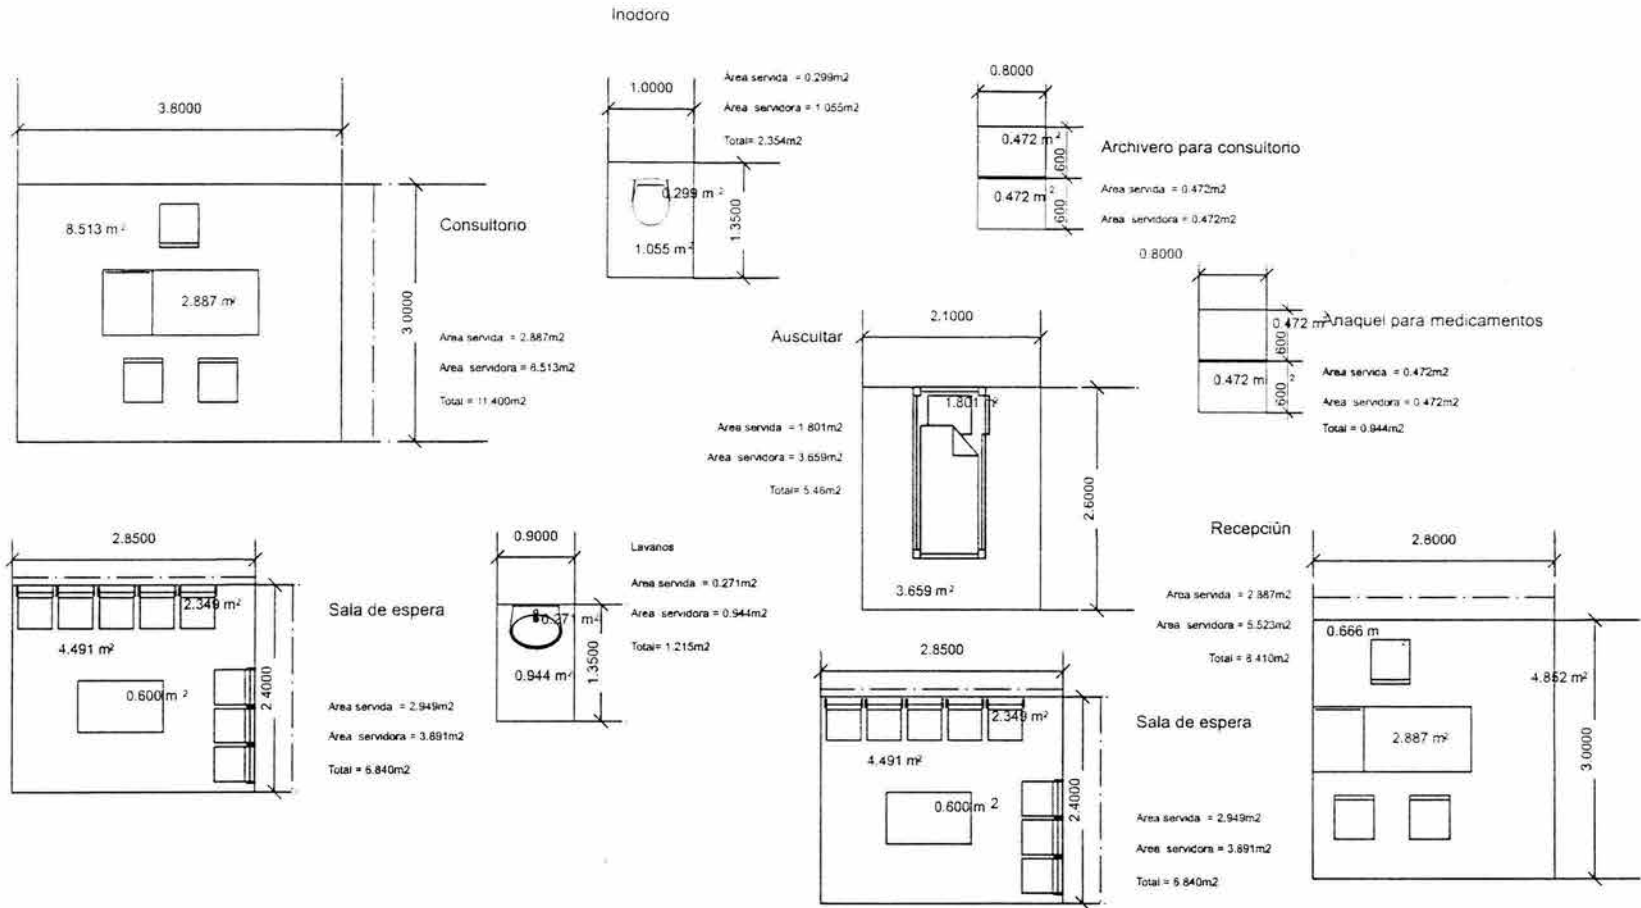 Inodoro
1.0000
Área servida = 0.299m2
Área servidora = 1.055m2
Total= 2.354m2
0.299 m²
1.055 m²
1.3500
0.8000
0.472 m²
.600
0.472 m²
.600
Archivero para consultorio
Area servida = 0.472m2
Area servidora = 0.472m2
3.8000
8.513 m²
2.887 m²
3.0000
Consultorio
Area servida = 2.887m2
Area servidora = 8.513m2
Total = 11.400m2
0.8000
0.472 m²
.600
0.472 m²
.600
Anaquel para medicamentos
Area servida = 0.472m2
Area servidora = 0.472m2
Total = 0.944m2
Auscultar
2.1000
1.801 m²
Area servida = 1.801m2
Area servidora = 3.659m2
Total= 5.46m2
3.659 m²
2.6000
2.8500
2.349 m²
4.491 m²
0.600 m²
2.4000
Sala de espera
Area servida = 2.949m2
Area servidora = 3.891m2
Total = 6.840m2
0.9000
0.271 m²
0.944 m²
1.3500
Lavanos
Area servida = 0.271m2
Area servidora = 0.944m2
Total= 1.215m2
2.8500
2.349 m²
4.491 m²
0.600 m²
2.4000
Sala de espera
Area servida = 2.949m2
Area servidora = 3.891m2
Total = 6.840m2
Recepción
2.8000
Area servida = 2.887m2
Area servidora = 5.523m2
Total = 8.410m2
0.666 m
4.852 m²
2.887 m²
3.0000